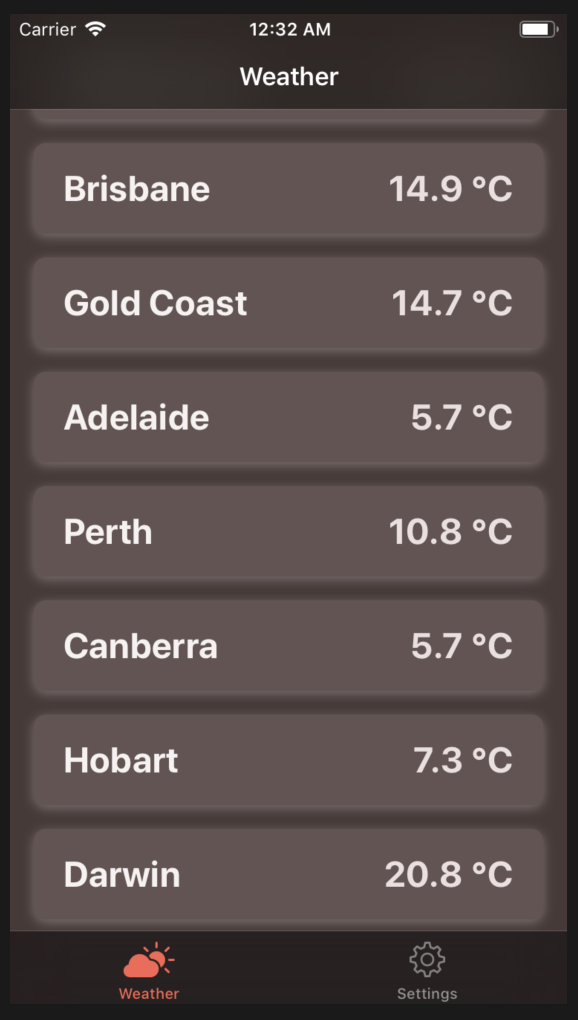 Carrier 12:32 AM
Weather
Brisbane 14.9 °C
Gold Coast 14.7 °C
Adelaide 5.7 °C
Perth 10.8 °C
Canberra 5.7 °C
Hobart 7.3 °C
Darwin 20.8 °C
Weather Settings